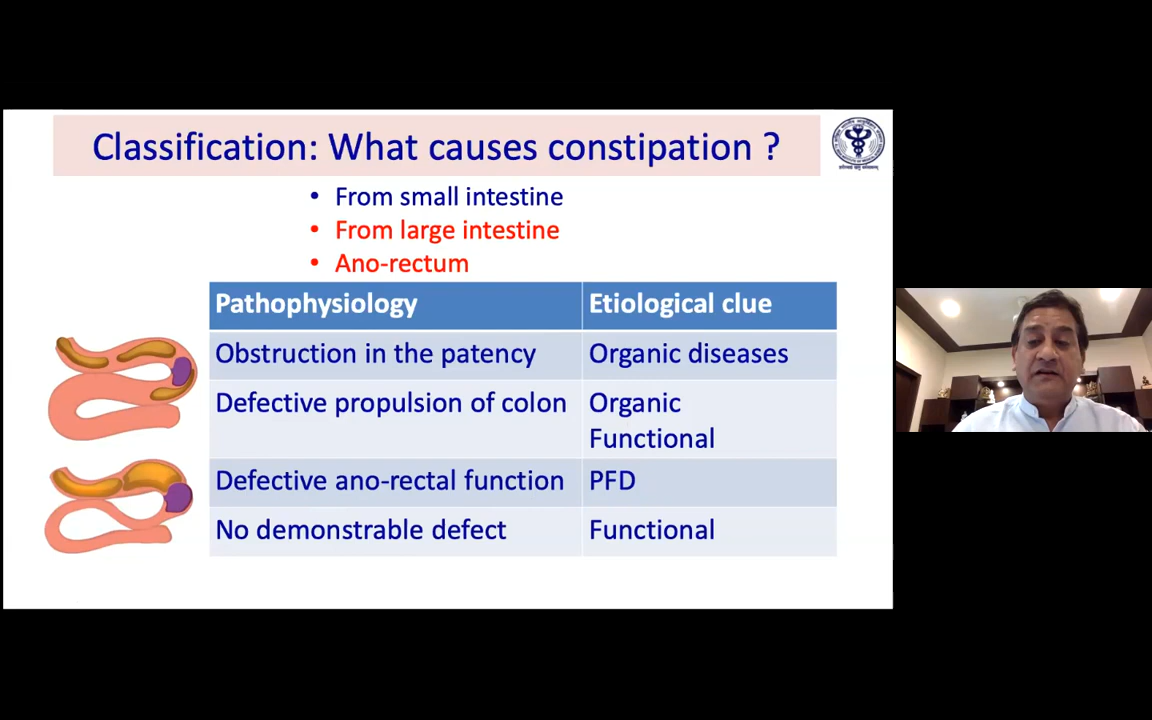 Classification: What causes constipation ?
• From small intestine
• From large intestine
• Ano-rectum
Pathophysiology Etiological clue
Obstruction in the patency Organic diseases
Defective propulsion of colon Organic
Functional
Defective ano-rectal function PFD
No demonstrable defect Functional